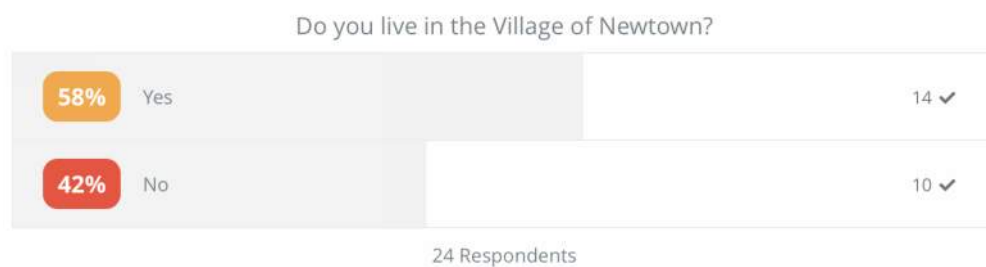 Do you live in the Village of Newtown?
58% Yes 14 ✔
42% No 10 ✔
24 Respondents